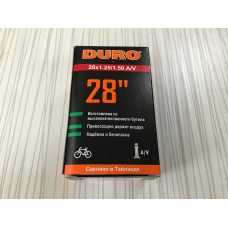 DURO
28x1.25/1.50 A/V
28"
Изготовлена из
высококачественного бутила
Превосходно держит воздух
Надёжна и безопасна
A/V
Сделано в Тайланде